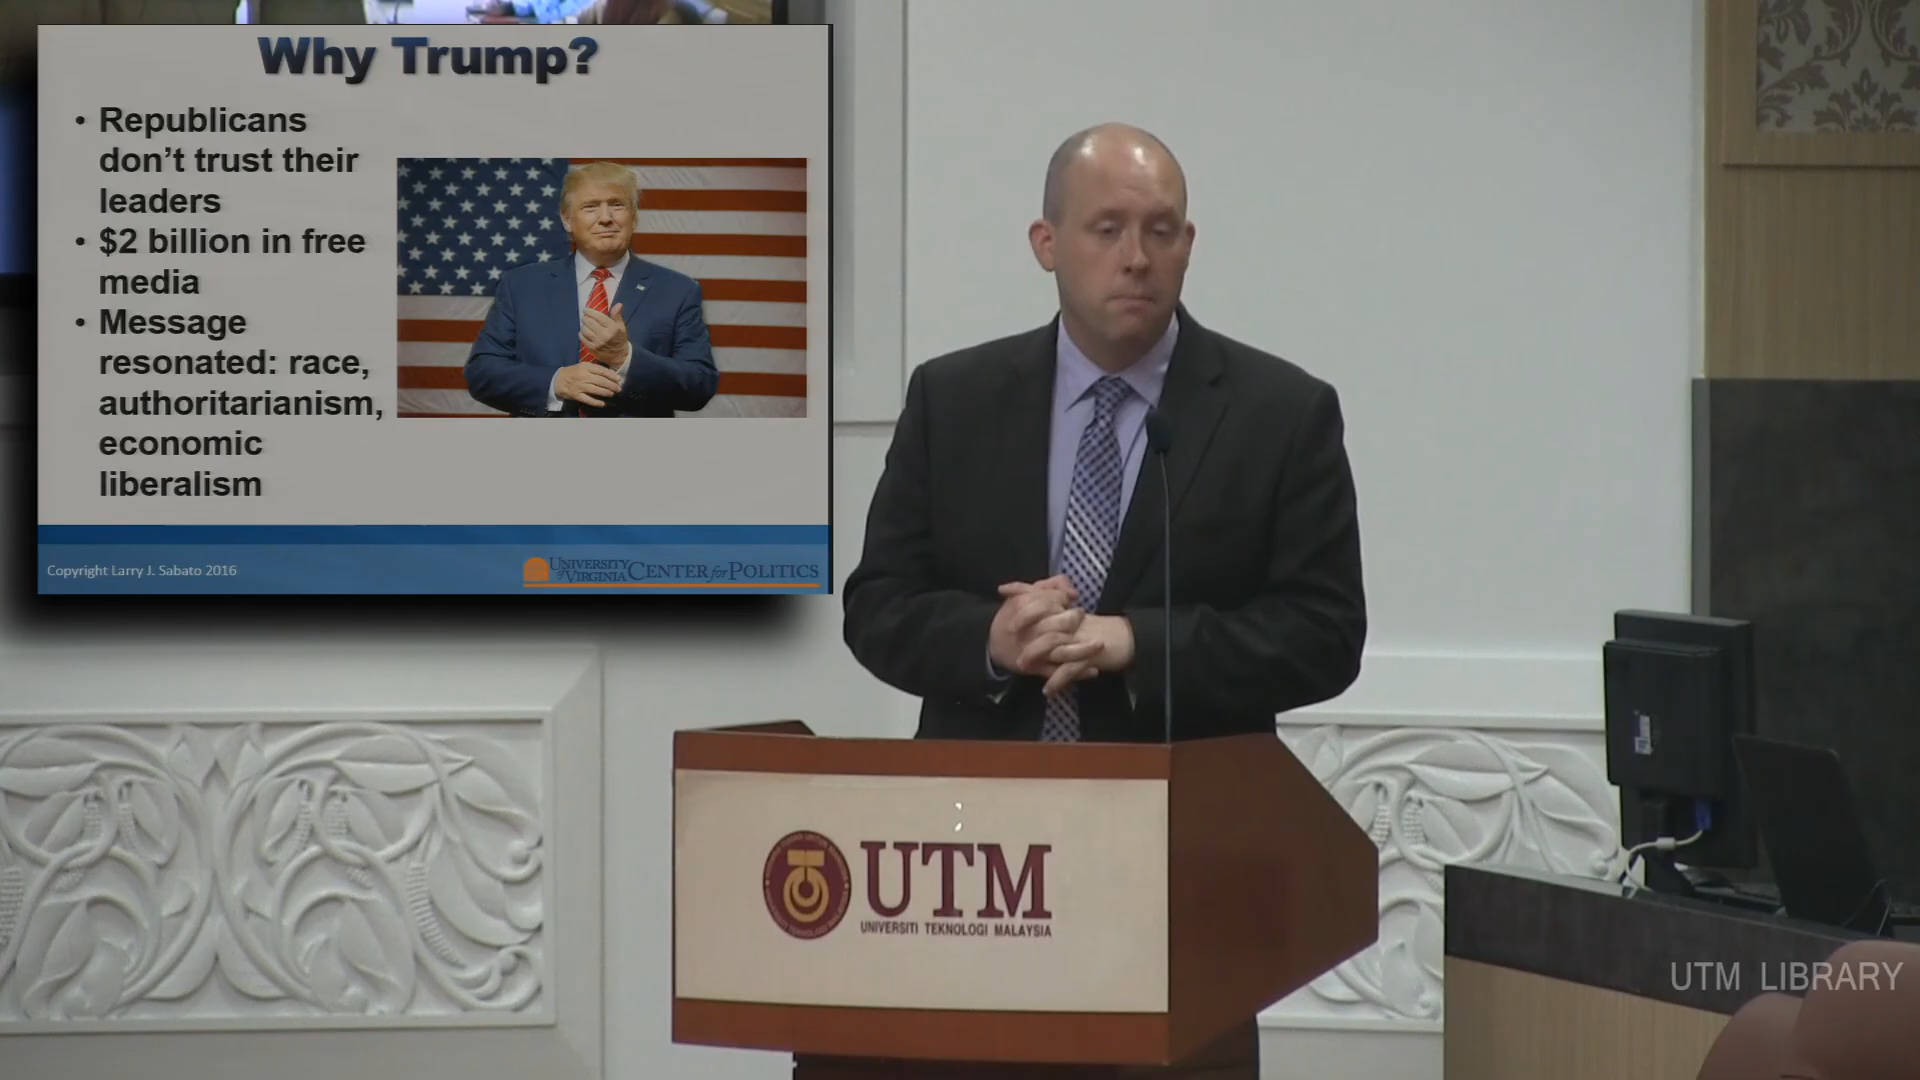 Why Trump?
• Republicans
don't trust their
leaders
• $2 billion in free
media
• Message
resonated: race,
authoritarianism,
economic
liberalism
Copyright Larry J. Sabato 2016
UNIVERSITY
of VIRGINIA CENTER for POLITICS
UTM
UNIVERSITI TEKNOLOGI MALAYSIA
UTM LIBRARY